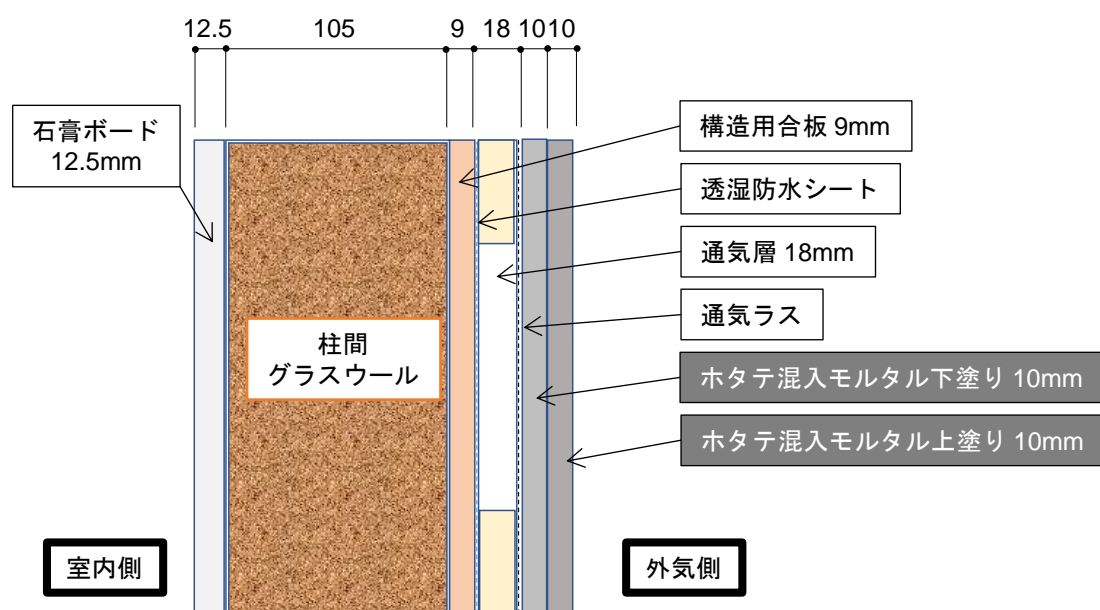 12.5 105 9 18 10 10
石膏ボード
12.5mm
構造用合板 9mm
透湿防水シート
通気層 18mm
通気ラス
柱間
グラスウール
ホタテ混入モルタル下塗り 10mm
ホタテ混入モルタル上塗り 10mm
室内側
外気側